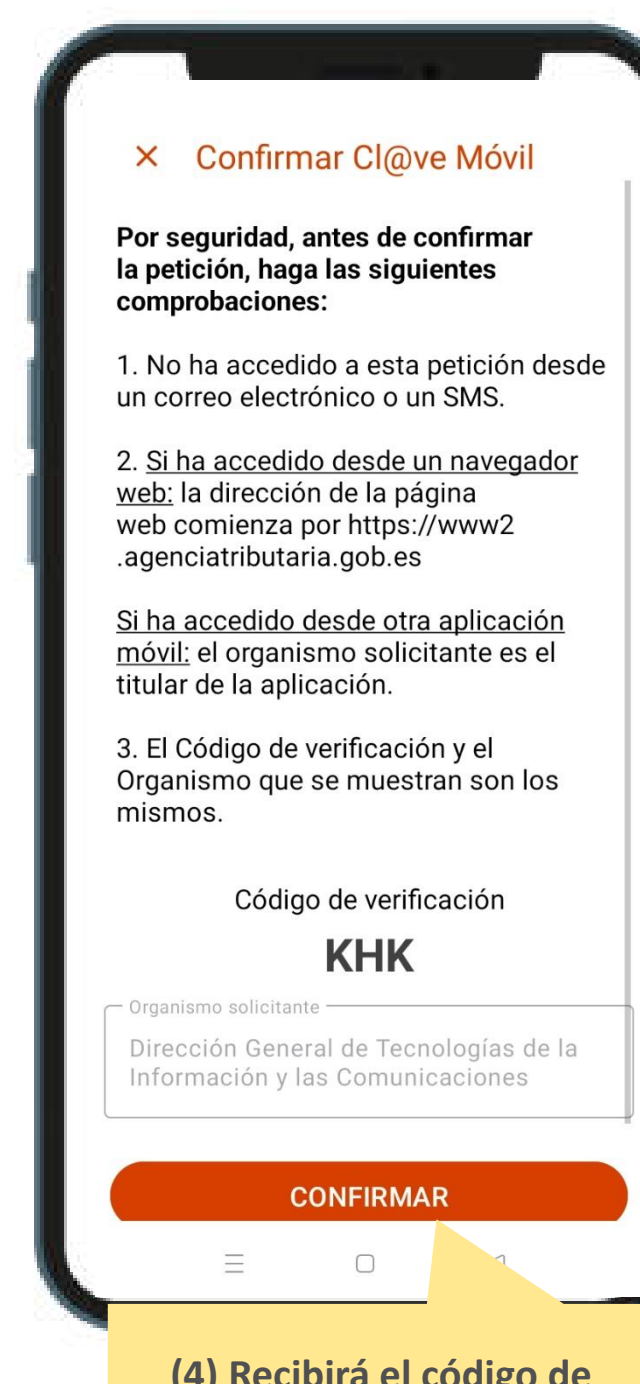 × Confirmar Cl@ve Móvil
Por seguridad, antes de confirmar
la petición, haga las siguientes
comprobaciones:
1. No ha accedido a esta petición desde
un correo electrónico o un SMS.
2. Si ha accedido desde un navegador
web: la dirección de la página
web comienza por https://www2
.agenciatributaria.gob.es
Si ha accedido desde otra aplicación
móvil: el organismo solicitante es el
titular de la aplicación.
3. El Código de verificación y el
Organismo que se muestran son los
mismos.
Código de verificación
KHK
Organismo solicitante
Dirección General de Tecnologías de la
Información y las Comunicaciones
CONFIRMAR
(4) Recibirá el código de